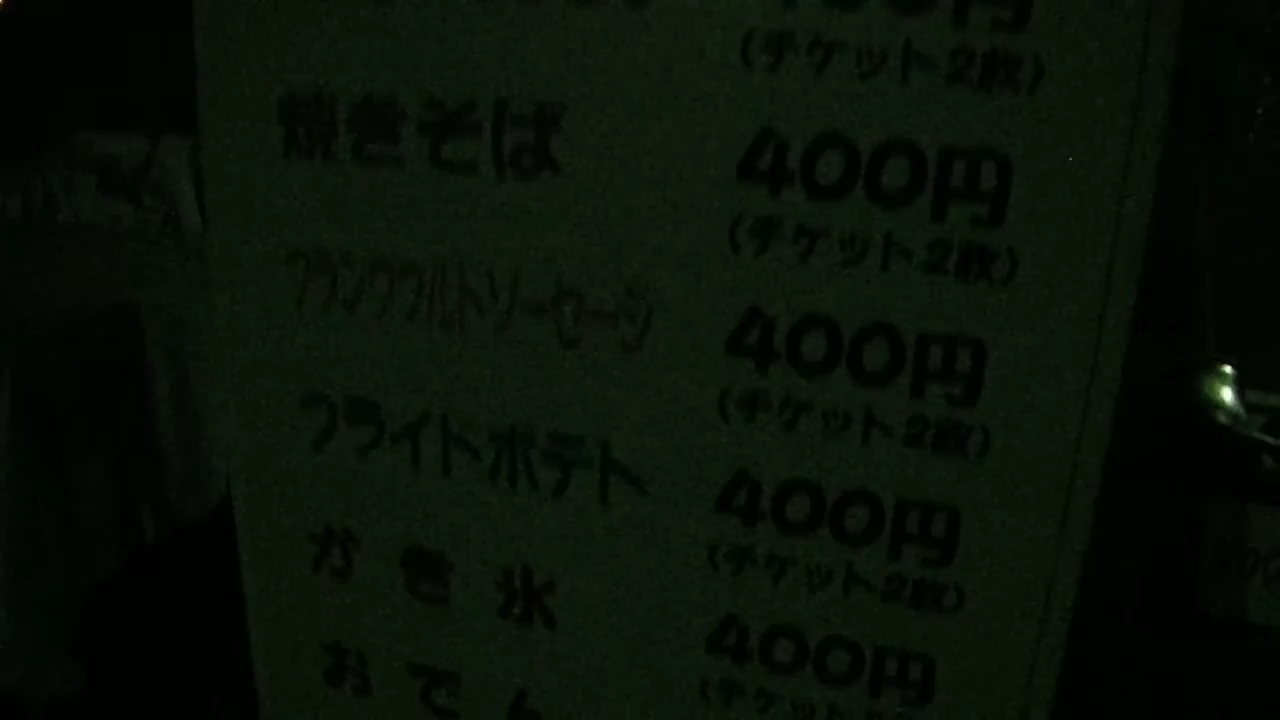 (チケット2枚)
焼きそば 400円
(チケット2枚)
フランクフルトソーセージ 400円
(チケット2枚)
フライドポテト 400円
(チケット2枚)
かき氷 400円
おでん